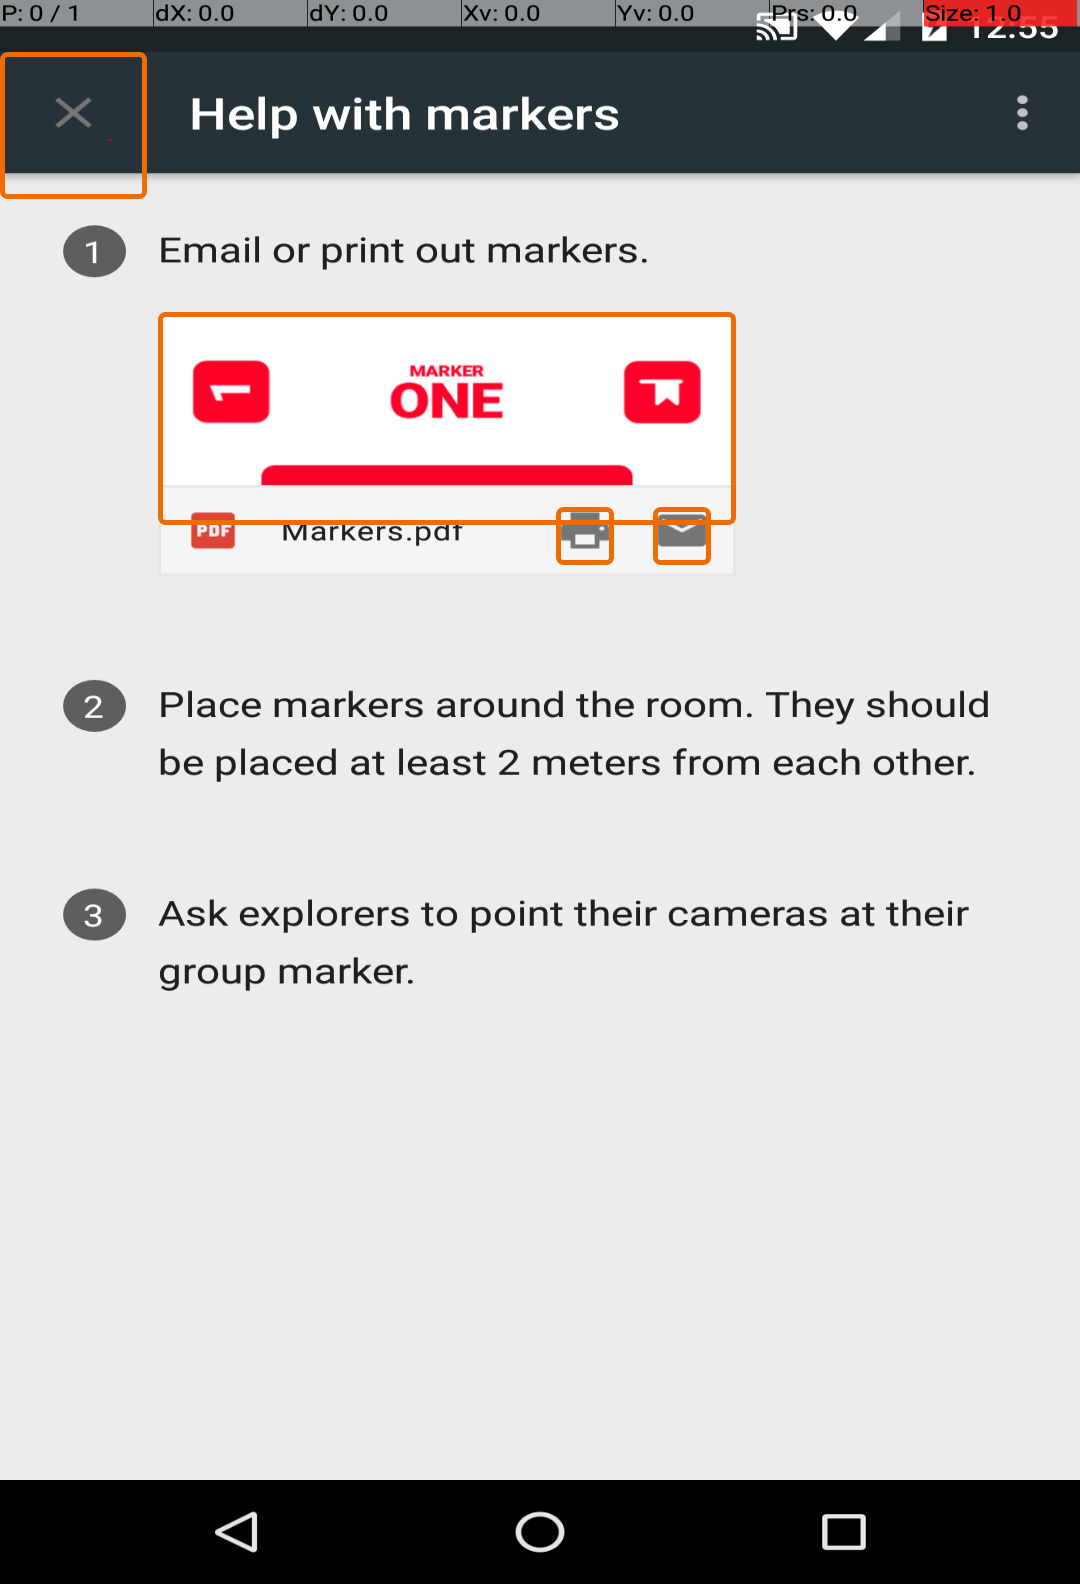 P: 0 / 1 dX: 0.0 dY: 0.0 Xv: 0.0 Yv: 0.0 Prs: 0.0 Size: 1.0
12:55
Help with markers
1 Email or print out markers.
MARKER
ONE
PDF Markers.pdf
2 Place markers around the room. They should
be placed at least 2 meters from each other.
3 Ask explorers to point their cameras at their
group marker.